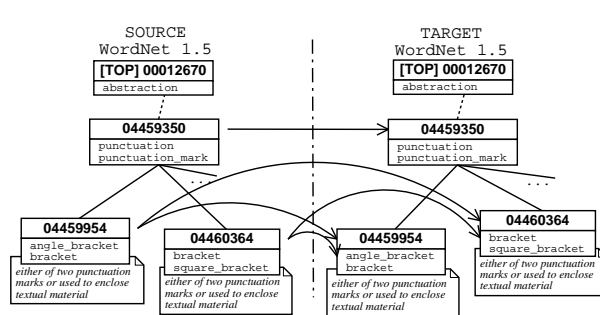 SOURCE
WordNet 1.5
[TOP] 00012670
abstraction
04459350
punctuation
punctuation_mark
...
04459954
angle_bracket
bracket
either of two punctuation
marks or used to enclose
textual material
04460364
bracket
square_bracket
either of two punctuation
marks or used to enclose
textual material
TARGET
WordNet 1.5
[TOP] 00012670
abstraction
04459350
punctuation
punctuation_mark
...
04459954
angle_bracket
bracket
either of two punctuation
marks or used to enclose
textual material
04460364
bracket
square_bracket
either of two punctuation
marks or used to enclose
textual material